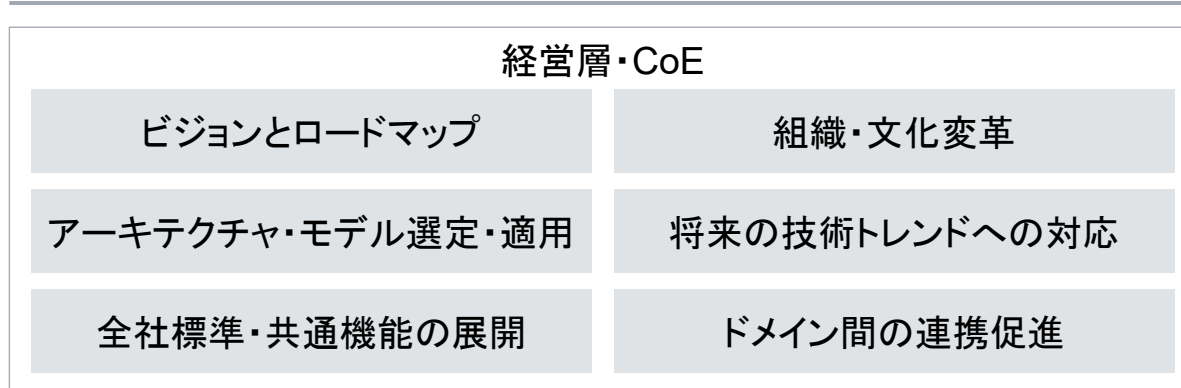 経営層・CoE
ビジョンとロードマップ
組織・文化変革
アーキテクチャ・モデル選定・適用
将来の技術トレンドへの対応
全社標準・共通機能の展開
ドメイン間の連携促進